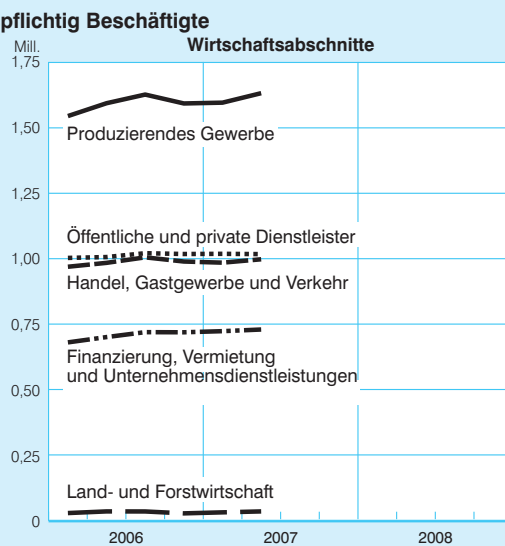 pflichtig Beschäftigte
Mill.
Wirtschaftsabschnitte
1,75
1,50
Produzierendes Gewerbe
1,25
Öffentliche und private Dienstleister
1,00
Handel, Gastgewerbe und Verkehr
0,75
Finanzierung, Vermietung
und Unternehmensdienstleistungen
0,50
0,25
Land- und Forstwirtschaft
0
2006 2007 2008